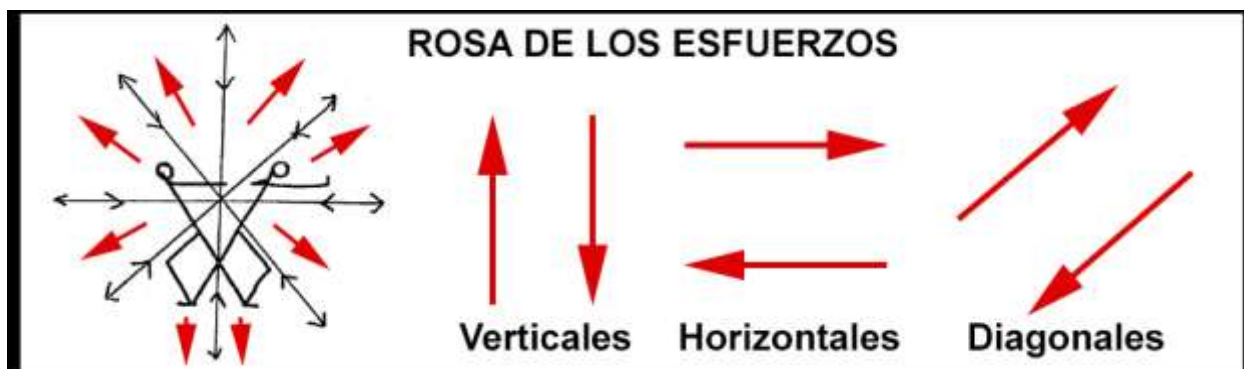 ROSA DE LOS ESFUERZOS
Verticales Horizontales Diagonales